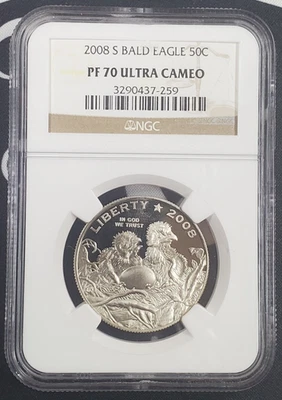 2008 S BALD EAGLE 50C
PF 70 ULTRA CAMEO
3290437-259
NGC
LIBERTY ★ 2008
IN GOD
WE TRUST